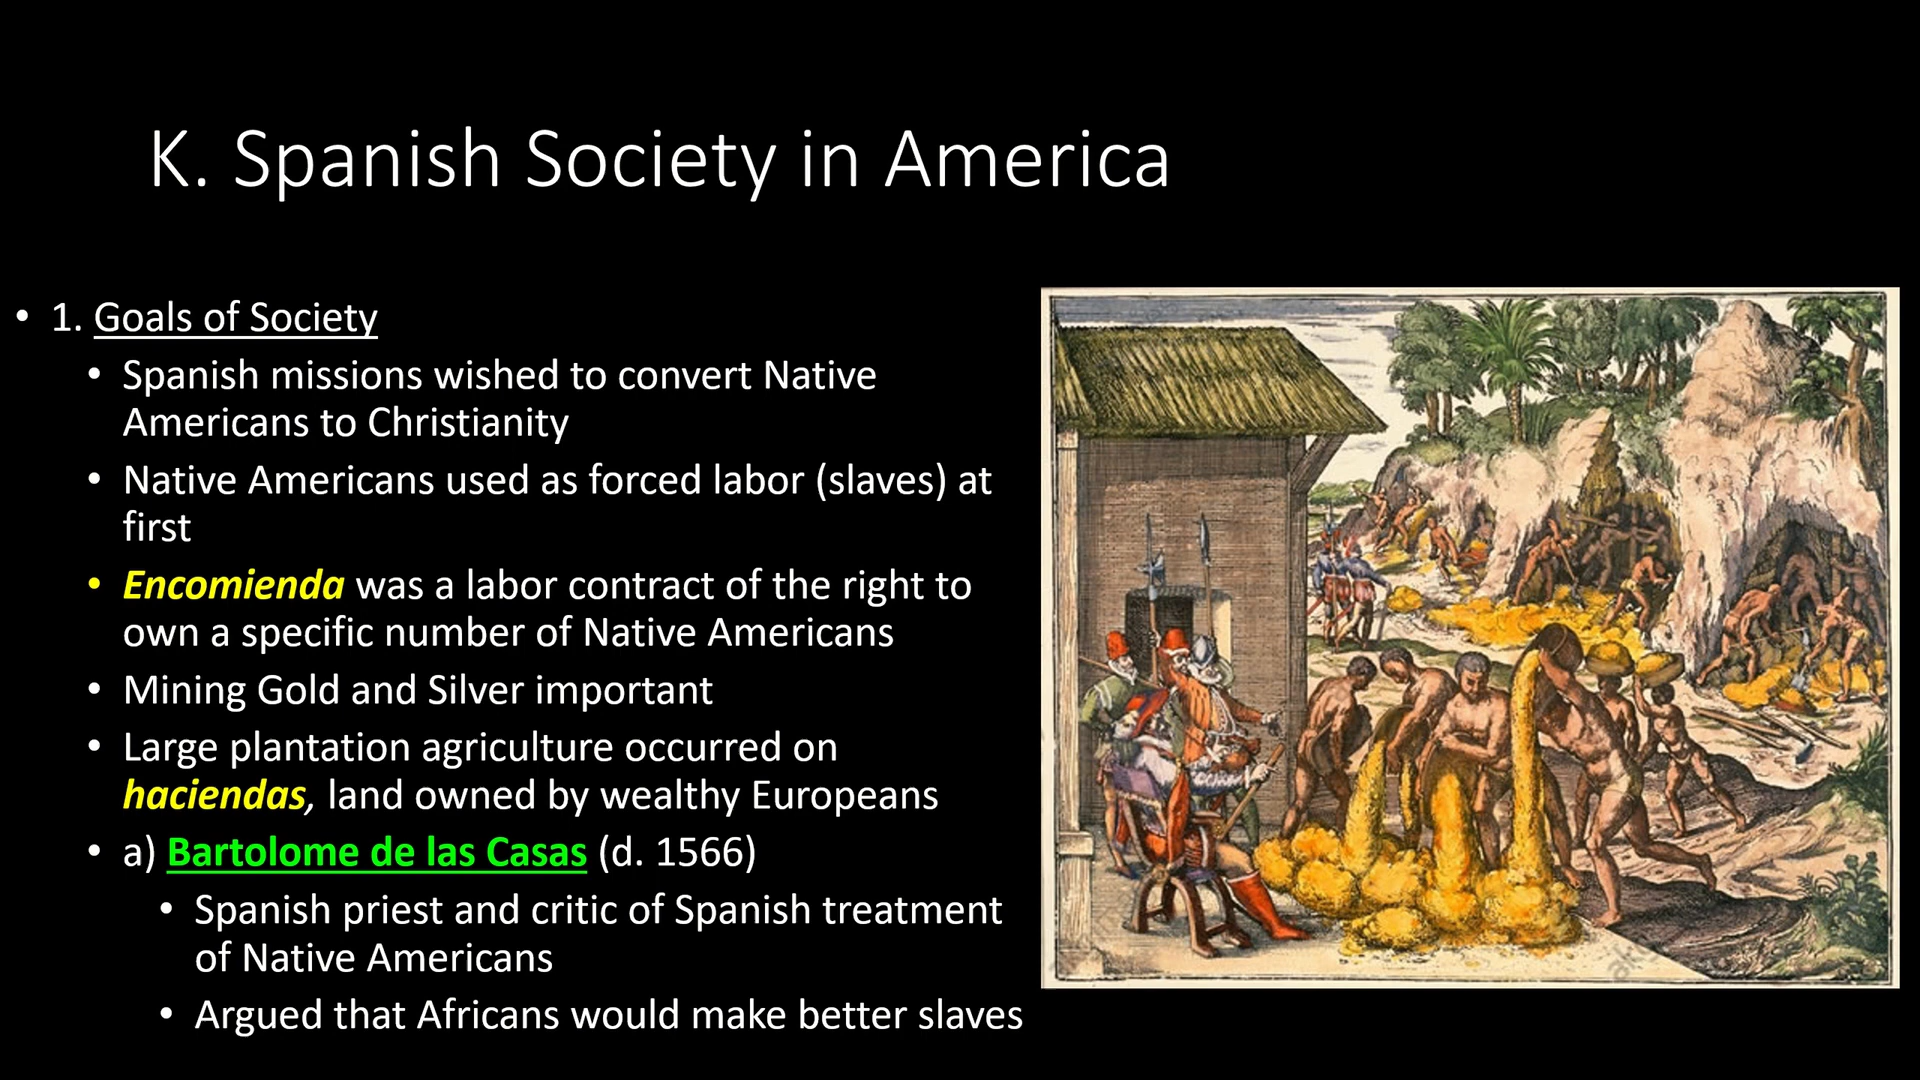 K. Spanish Society in America
• 1. Goals of Society
• Spanish missions wished to convert Native
Americans to Christianity
• Native Americans used as forced labor (slaves) at
first
• Encomienda was a labor contract of the right to
own a specific number of Native Americans
• Mining Gold and Silver important
• Large plantation agriculture occurred on
haciendas, land owned by wealthy Europeans
• a) Bartolome de las Casas (d. 1566)
• Spanish priest and critic of Spanish treatment
of Native Americans
• Argued that Africans would make better slaves